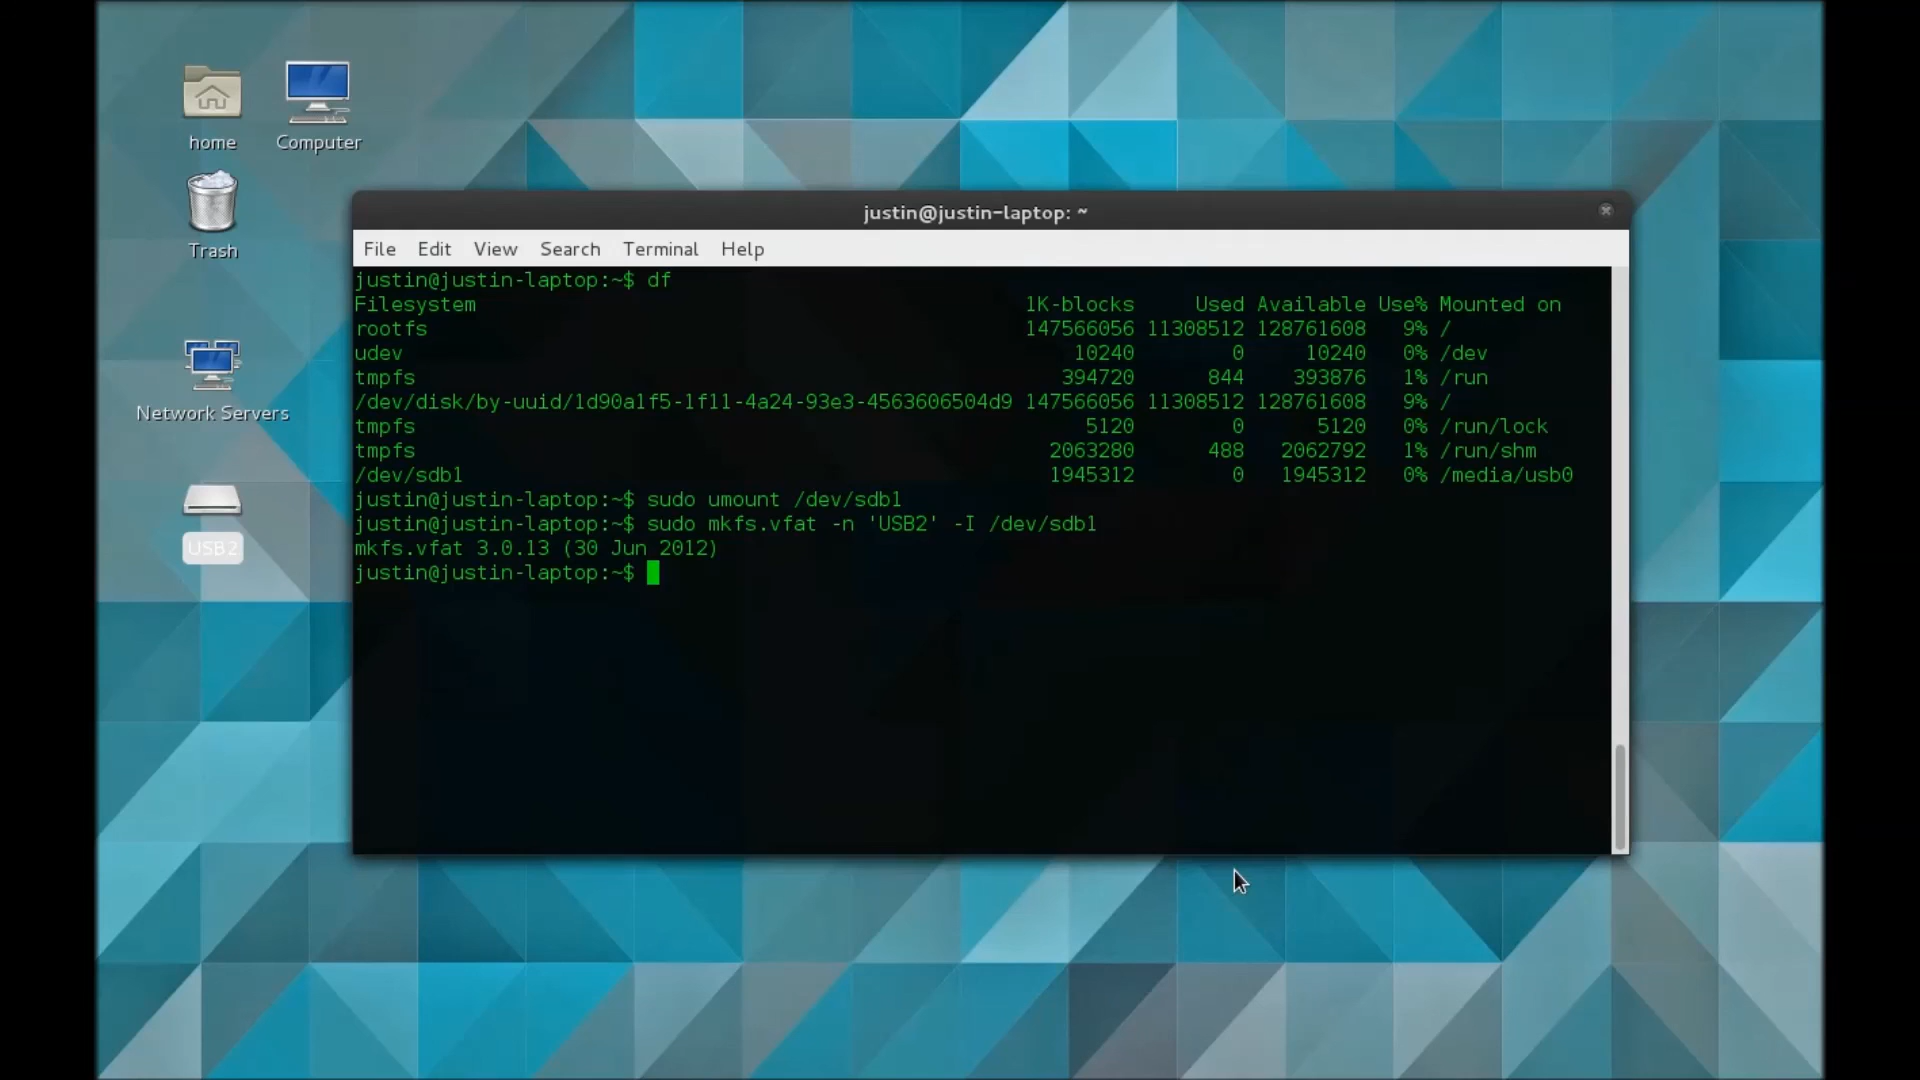 home
Computer
Trash
Network Servers
USB2
justin@justin-laptop: ~
File Edit View Search Terminal Help
justin@justin-laptop:~$ df
Filesystem 1K-blocks Used Available Use% Mounted on
rootfs 147566056 11308512 128761608 9% /
udev 10240 0 10240 0% /dev
tmpfs 394720 844 393876 1% /run
/dev/disk/by-uuid/1d90a1f5-1f11-4a24-93e3-4563606504d9 147566056 11308512 128761608 9% /
tmpfs 5120 0 5120 0% /run/lock
tmpfs 2063280 488 2062792 1% /run/shm
/dev/sdb1 1945312 0 1945312 0% /media/usb0
justin@justin-laptop:~$ sudo umount /dev/sdb1
justin@justin-laptop:~$ sudo mkfs.vfat -n 'USB2' -I /dev/sdb1
mkfs.vfat 3.0.13 (30 Jun 2012)
justin@justin-laptop:~$